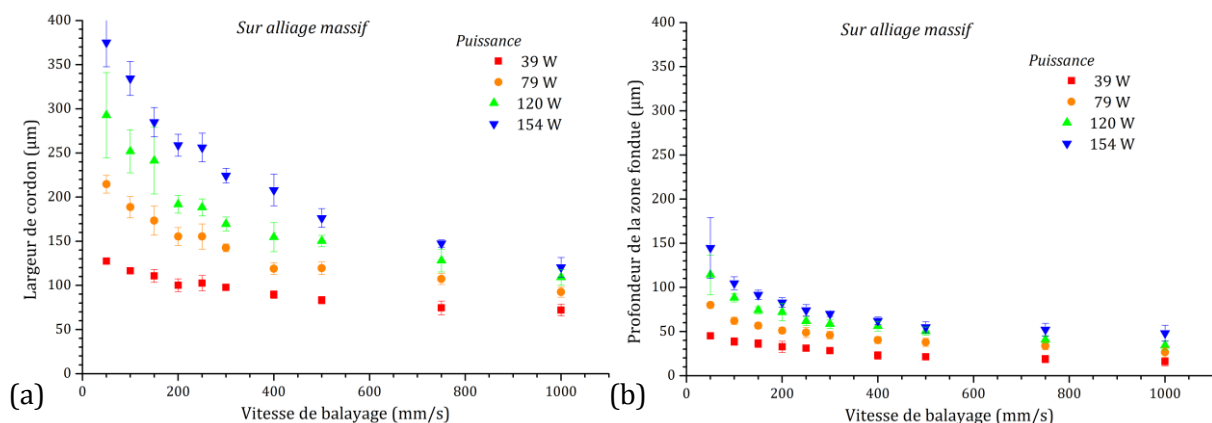 Sur alliage massif
Puissance
39 W
79 W
120 W
154 W
400
350
300
250
200
150
100
50
0
Largeur de cordon (µm)
0 200 400 600 800 1000
Vitesse de balayage (mm/s)
(a)
Sur alliage massif
Puissance
39 W
79 W
120 W
154 W
400
350
300
250
200
150
100
50
0
Profondeur de la zone fondue (µm)
0 200 400 600 800 1000
Vitesse de balayage (mm/s)
(b)